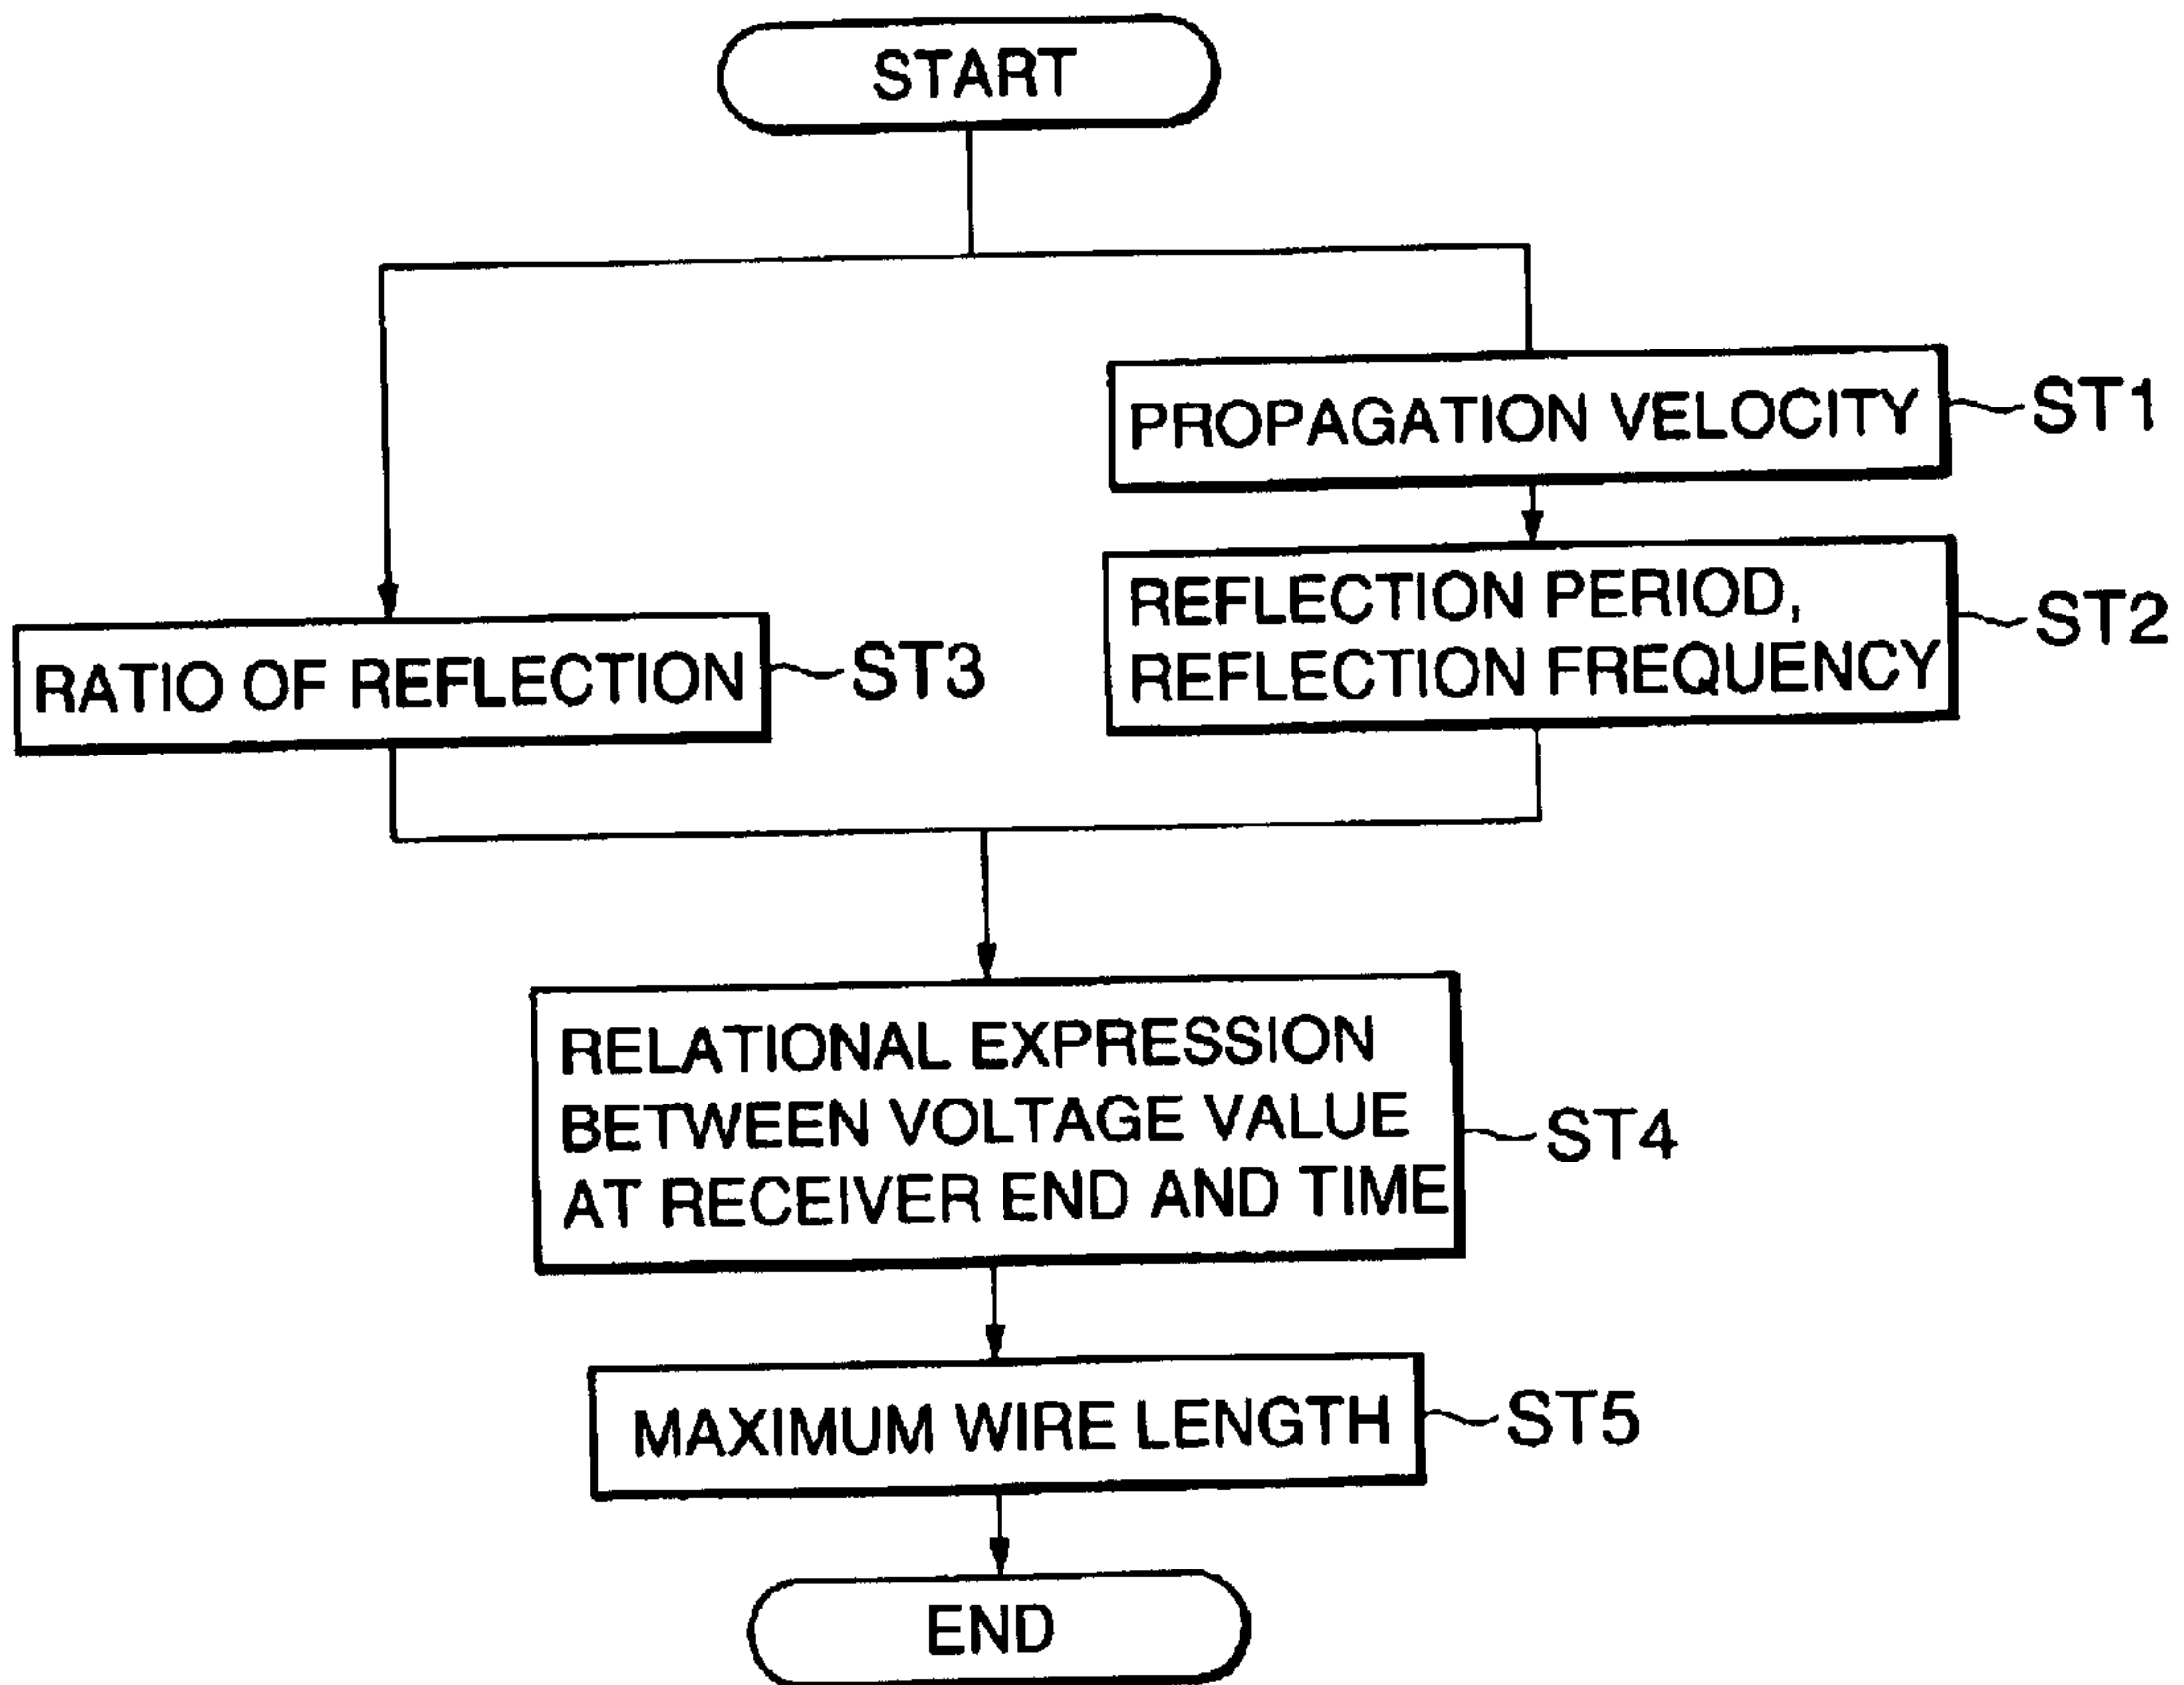 START
PROPAGATION VELOCITY
ST1
REFLECTION PERIOD,
REFLECTION FREQUENCY
ST2
RATIO OF REFLECTION
ST3
RELATIONAL EXPRESSION
BETWEEN VOLTAGE VALUE
AT RECEIVER END AND TIME
ST4
MAXIMUM WIRE LENGTH
ST5
END